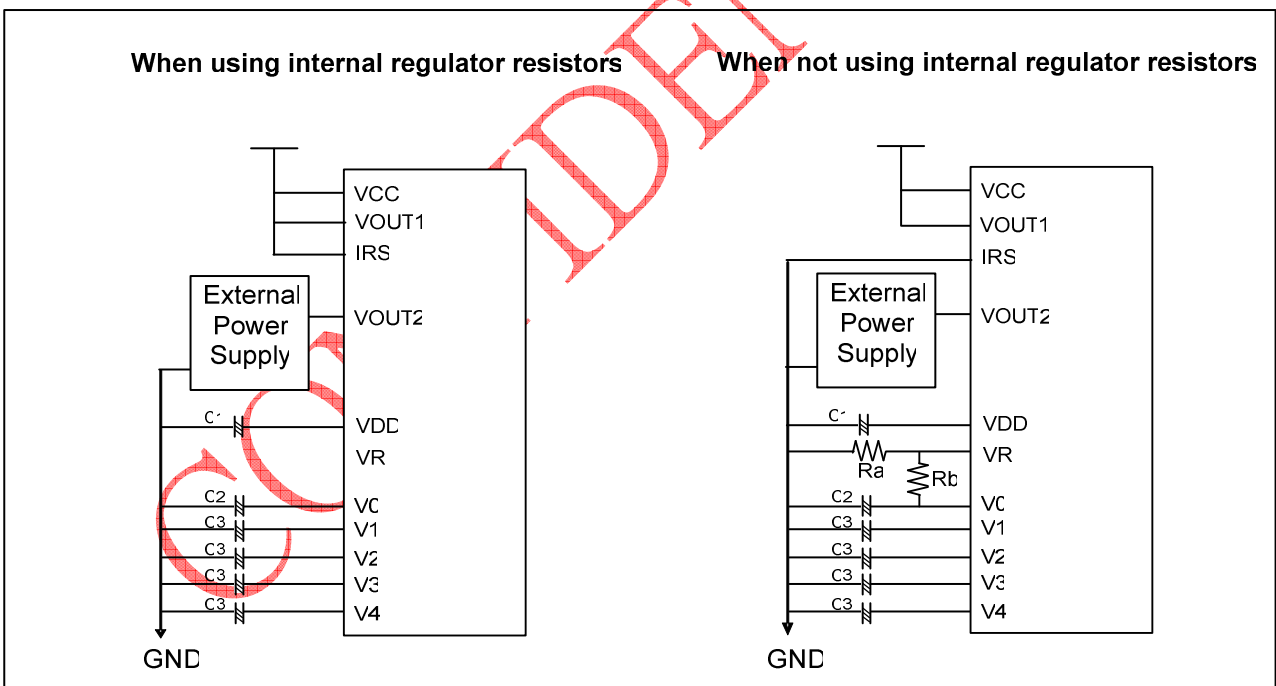 When using internal regulator resistors
VCC
VOUT1
IRS
External
Power
Supply
VOUT2
C1
VDD
VR
C2
V0
C3
V1
C3
V2
C3
V3
C3
V4
GND
When not using internal regulator resistors
VCC
VOUT1
IRS
External
Power
Supply
VOUT2
C1
VDD
Ra
VR
Rb
C2
V0
C3
V1
C3
V2
C3
V3
C3
V4
GND